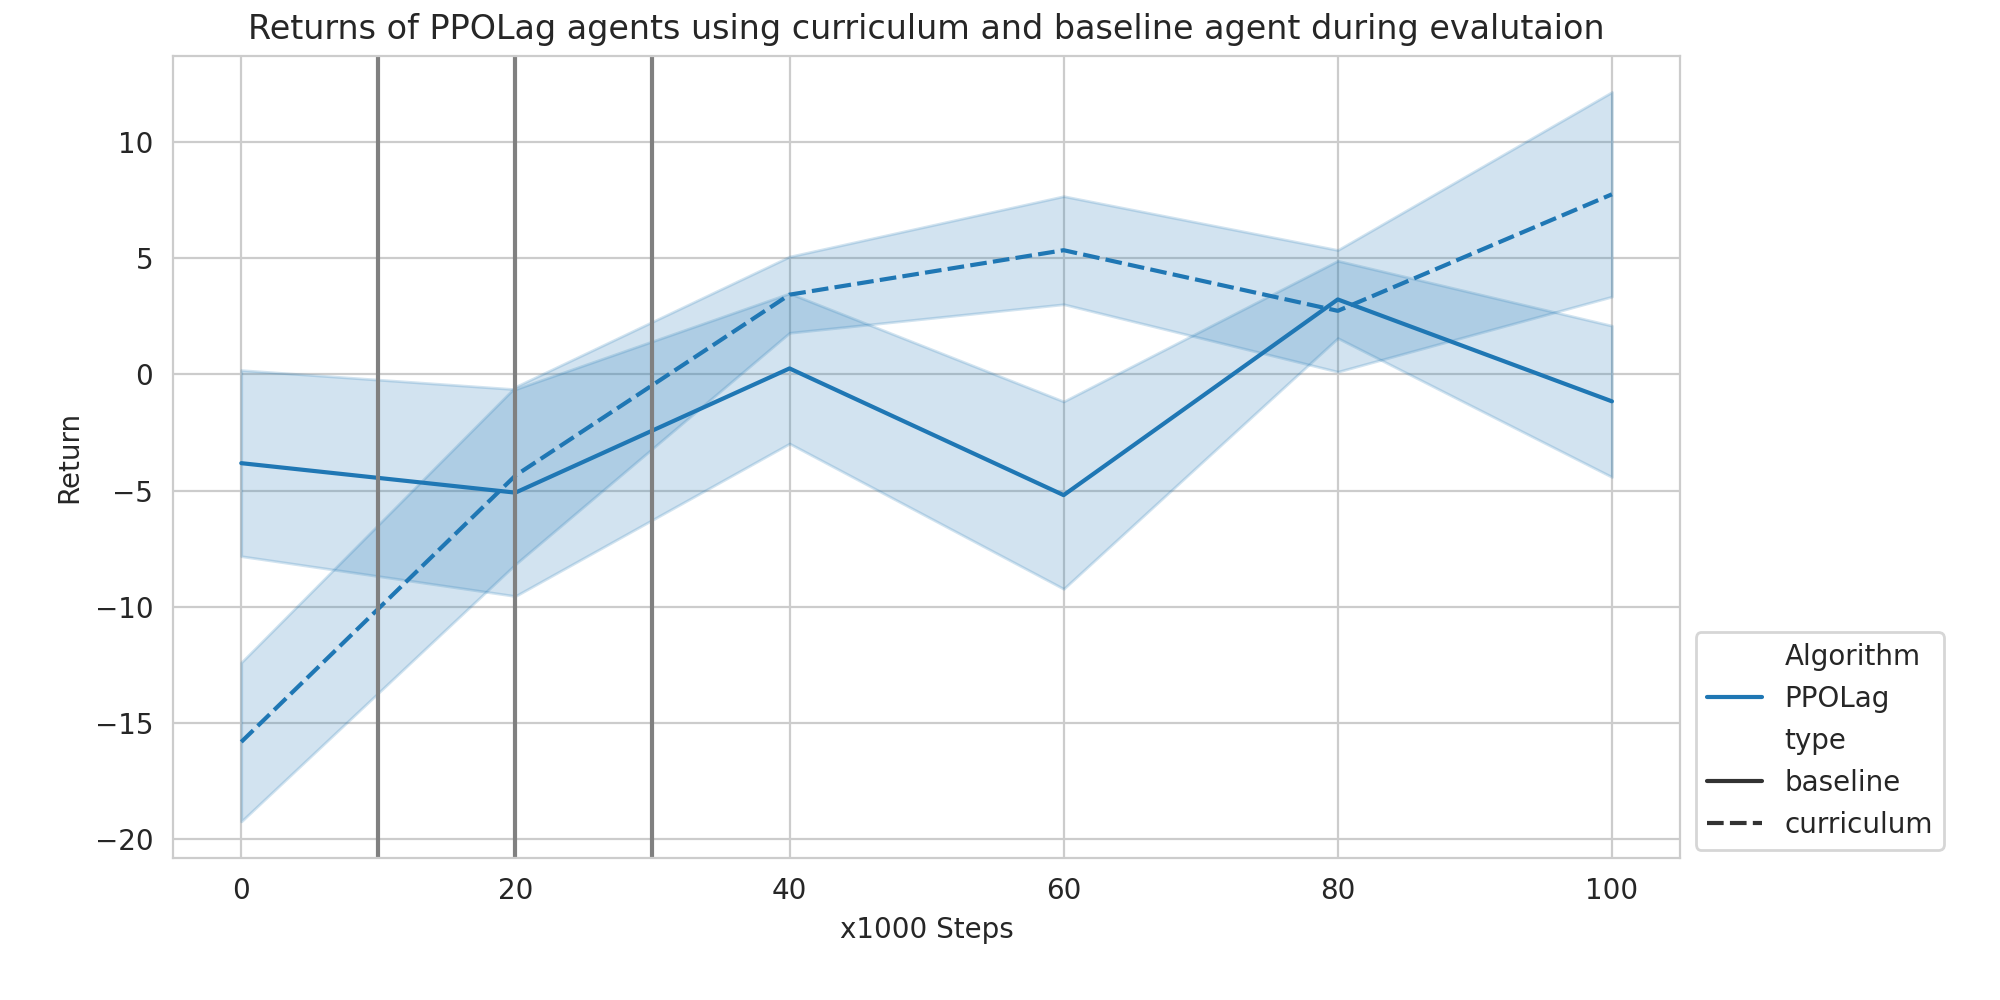 Returns of PPOLag agents using curriculum and baseline agent during evalutaion
10
5
0
−5
−10
−15
−20
Return
0 20 40 60 80 100
x1000 Steps
Algorithm
PPOLag
type
baseline
curriculum